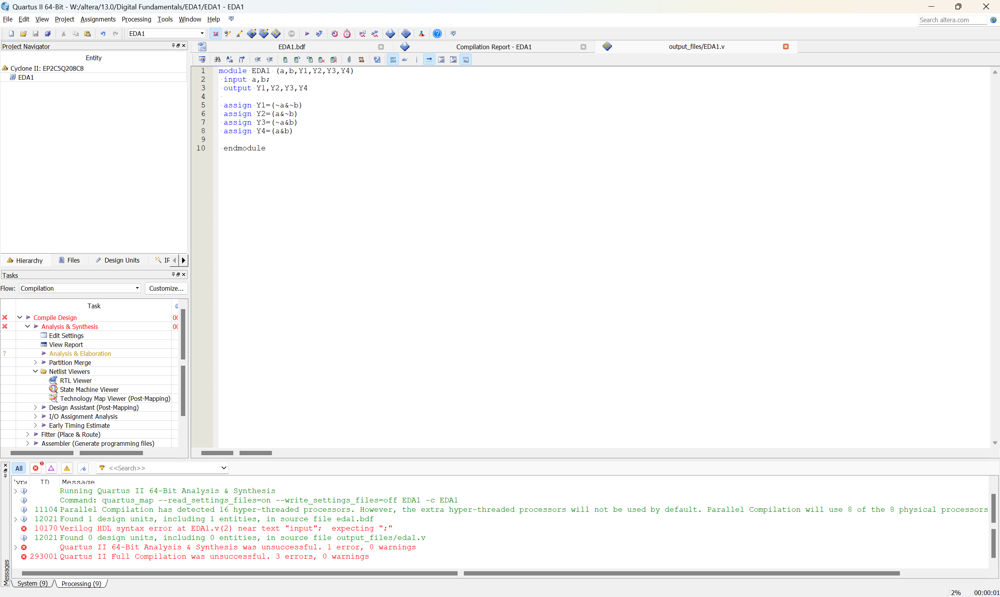 Quartus II 64-Bit - W:/altera/13.0/Digital Fundamentals/EDA1/EDA1 - EDA1
File Edit View Project Assignments Processing Tools Window Help
Search altera.com
EDA1
Project Navigator
Entity
Cyclone II: EP2C5Q208C8
EDA1
Hierarchy Files Design Units IP
Tasks
Flow: Compilation Customize...
Task
Compile Design 00
Analysis & Synthesis 00
Edit Settings
View Report
Analysis & Elaboration
Partition Merge
Netlist Viewers
RTL Viewer
State Machine Viewer
Technology Map Viewer (Post-Mapping)
Design Assistant (Post-Mapping)
I/O Assignment Analysis
Early Timing Estimate
Fitter (Place & Route)
Assembler (Generate programming files)
EDA1.bdf Compilation Report - EDA1 output_files/EDA1.v
267
268
ab/
1 module EDA1 (a,b,Y1,Y2,Y3,Y4)
2 input a,b;
3 output Y1,Y2,Y3,Y4
4
5 assign Y1=(~a&~b)
6 assign Y2=(a&~b)
7 assign Y3=(~a&b)
8 assign Y4=(a&b)
9
10 endmodule
All 3 <<Search>>
Type ID Message
Running Quartus II 64-Bit Analysis & Synthesis
Command: quartus_map --read_settings_files=on --write_settings_files=off EDA1 -c EDA1
11104 Parallel Compilation has detected 16 hyper-threaded processors. However, the extra hyper-threaded processors will not be used by default. Parallel Compilation will use 8 of the 8 physical processors
12021 Found 1 design units, including 1 entities, in source file eda1.bdf
10170 Verilog HDL syntax error at EDA1.v(2) near text "input";  expecting ";"
12021 Found 0 design units, including 0 entities, in source file output_files/eda1.v
Quartus II 64-Bit Analysis & Synthesis was unsuccessful. 1 error, 0 warnings
293001 Quartus II Full Compilation was unsuccessful. 3 errors, 0 warnings
Messages
System (9) Processing (9)
2% 00:00:01